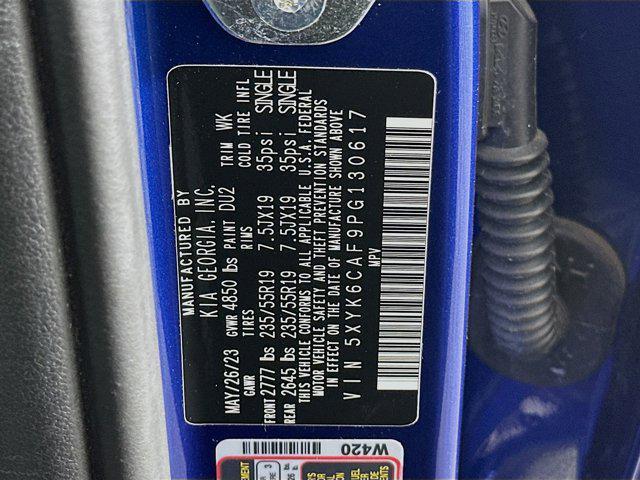 MANUFACTURED BY
KIA GEORGIA, INC.
MAY/26/23 GVWR 4850 lbs PAINT DU2 TRIM WK
GAWR TIRES RIMS COLD TIRE INFL
FRONT 2777 lbs 235/55R19 7.5JX19 35psi SINGLE
REAR 2645 lbs 235/55R19 7.5JX19 35psi SINGLE
THIS VEHICLE CONFORMS TO ALL APPLICABLE U.S.A. FEDERAL
MOTOR VEHICLE SAFETY AND THEFT PREVENTION STANDARDS
IN EFFECT ON THE DATE OF MANUFACTURE SHOWN ABOVE
VIN 5XYK6CAF9PG130617
MPV
W420